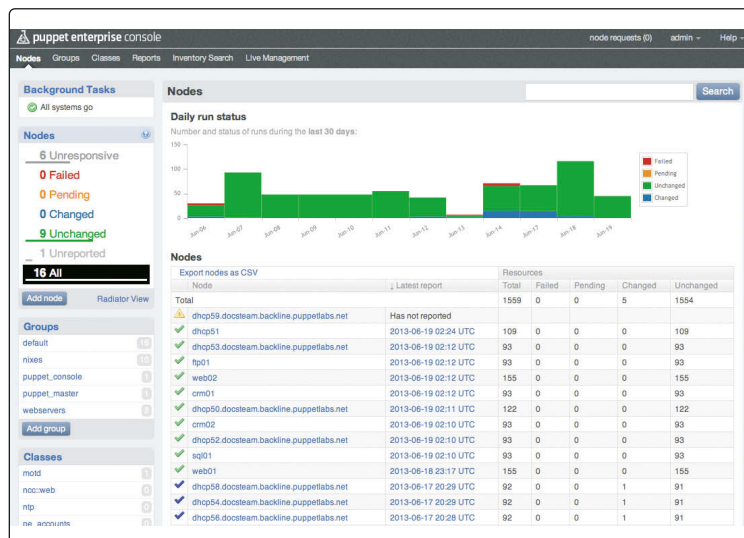 puppet enterprise console
node requests (0) admin Help
Nodes Groups Classes Reports Inventory Search Live Management
Background Tasks
All systems go
Nodes
6 Unresponsive
0 Failed
0 Pending
0 Changed
9 Unchanged
1 Unreported
16 All
Add node Radiator View
Groups
default 16
nixes 10
puppet_console 1
puppet_master 1
webservers
Add group
Classes
motd 1
ncc::web 0
ntp 0
pe_accounts
Nodes
Search
Daily run status
Number and status of runs during the last 30 days:
150
100
50
0
Jun-06 Jun-07 Jun-08 Jun-09 Jun-10 Jun-11 Jun-12 Jun-13 Jun-14 Jun-17 Jun-18 Jun-19
Failed
Pending
Unchanged
Changed
Nodes
Export nodes as CSV Resources
Node ↓ Latest report Total Failed Pending Changed Unchanged
Total 1559 0 0 5 1554
dhcp59.docsteam.backline.puppetlabs.net Has not reported
dhcp51 2013-06-19 02:24 UTC 109 0 0 0 109
dhcp53.docsteam.backline.puppetlabs.net 2013-06-19 02:12 UTC 93 0 0 0 93
ftp01 2013-06-19 02:12 UTC 93 0 0 0 93
web02 2013-06-19 02:12 UTC 155 0 0 0 155
crm01 2013-06-19 02:12 UTC 93 0 0 0 93
dhcp50.docsteam.backline.puppetlabs.net 2013-06-19 02:11 UTC 122 0 0 0 122
crm02 2013-06-19 02:10 UTC 93 0 0 0 93
dhcp52.docsteam.backline.puppetlabs.net 2013-06-19 02:10 UTC 93 0 0 0 93
sql01 2013-06-19 02:10 UTC 93 0 0 0 93
web01 2013-06-18 23:17 UTC 155 0 0 0 155
dhcp58.docsteam.backline.puppetlabs.net 2013-06-17 20:29 UTC 92 0 0 1 91
dhcp54.docsteam.backline.puppetlabs.net 2013-06-17 20:29 UTC 92 0 0 1 91
dhcp56.docsteam.backline.puppetlabs.net 2013-06-17 20:28 UTC 92 0 0 1 91